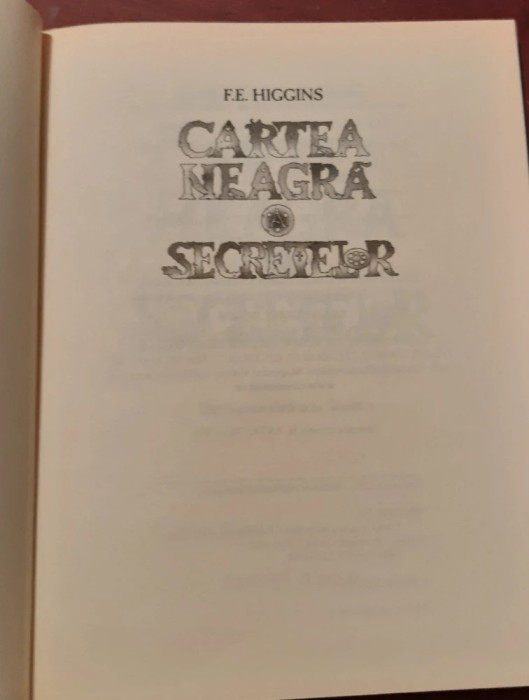 F.E. HIGGINS
CARTEA
NEAGRĂ
A
SECRETELOR